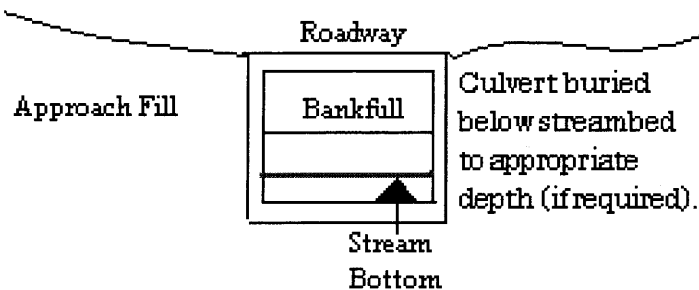 Roadway
Approach Fill
Bankfull
Culvert buried
below streambed
to appropriate
depth (if required).
Stream
Bottom